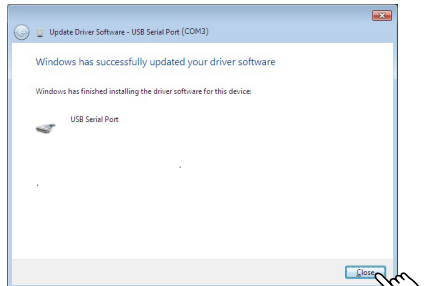 Update Driver Software - USB Serial Port (COM3)
Windows has successfully updated your driver software
Windows has finished installing the driver software for this device:
USB Serial Port
Close